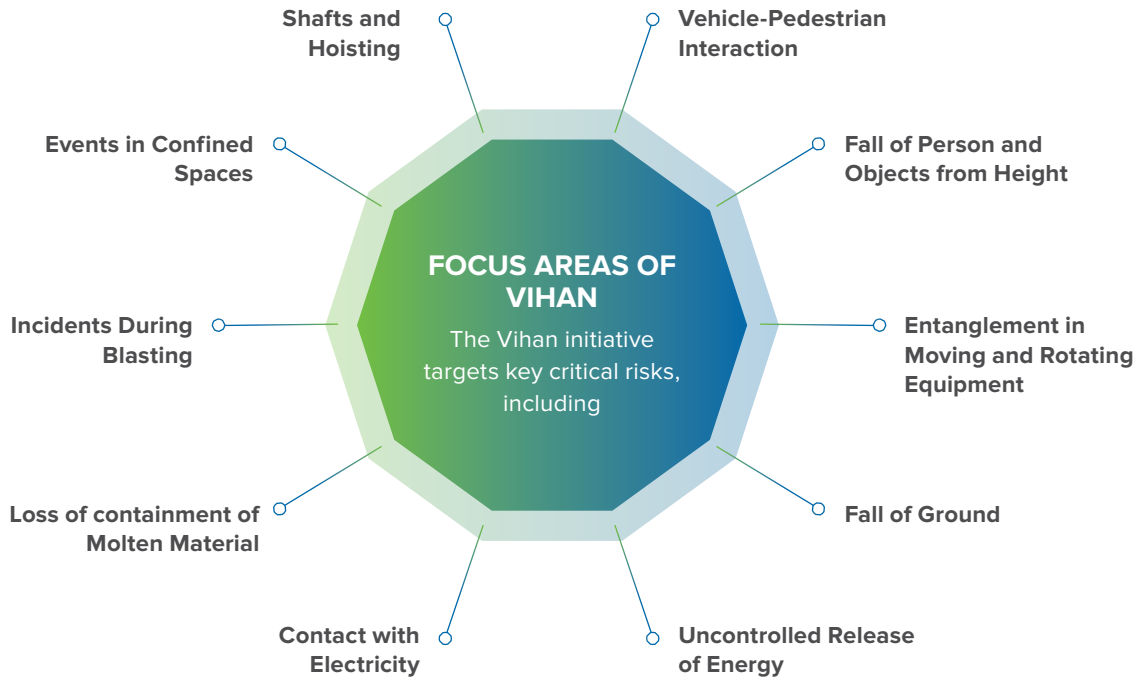 Shafts and
Hoisting
Vehicle-Pedestrian
Interaction
Events in Confined
Spaces
Fall of Person and
Objects from Height
FOCUS AREAS OF
VIHAN
The Vihan initiative
targets key critical risks,
including
Incidents During
Blasting
Entanglement in
Moving and Rotating
Equipment
Loss of containment of
Molten Material
Fall of Ground
Contact with
Electricity
Uncontrolled Release
of Energy